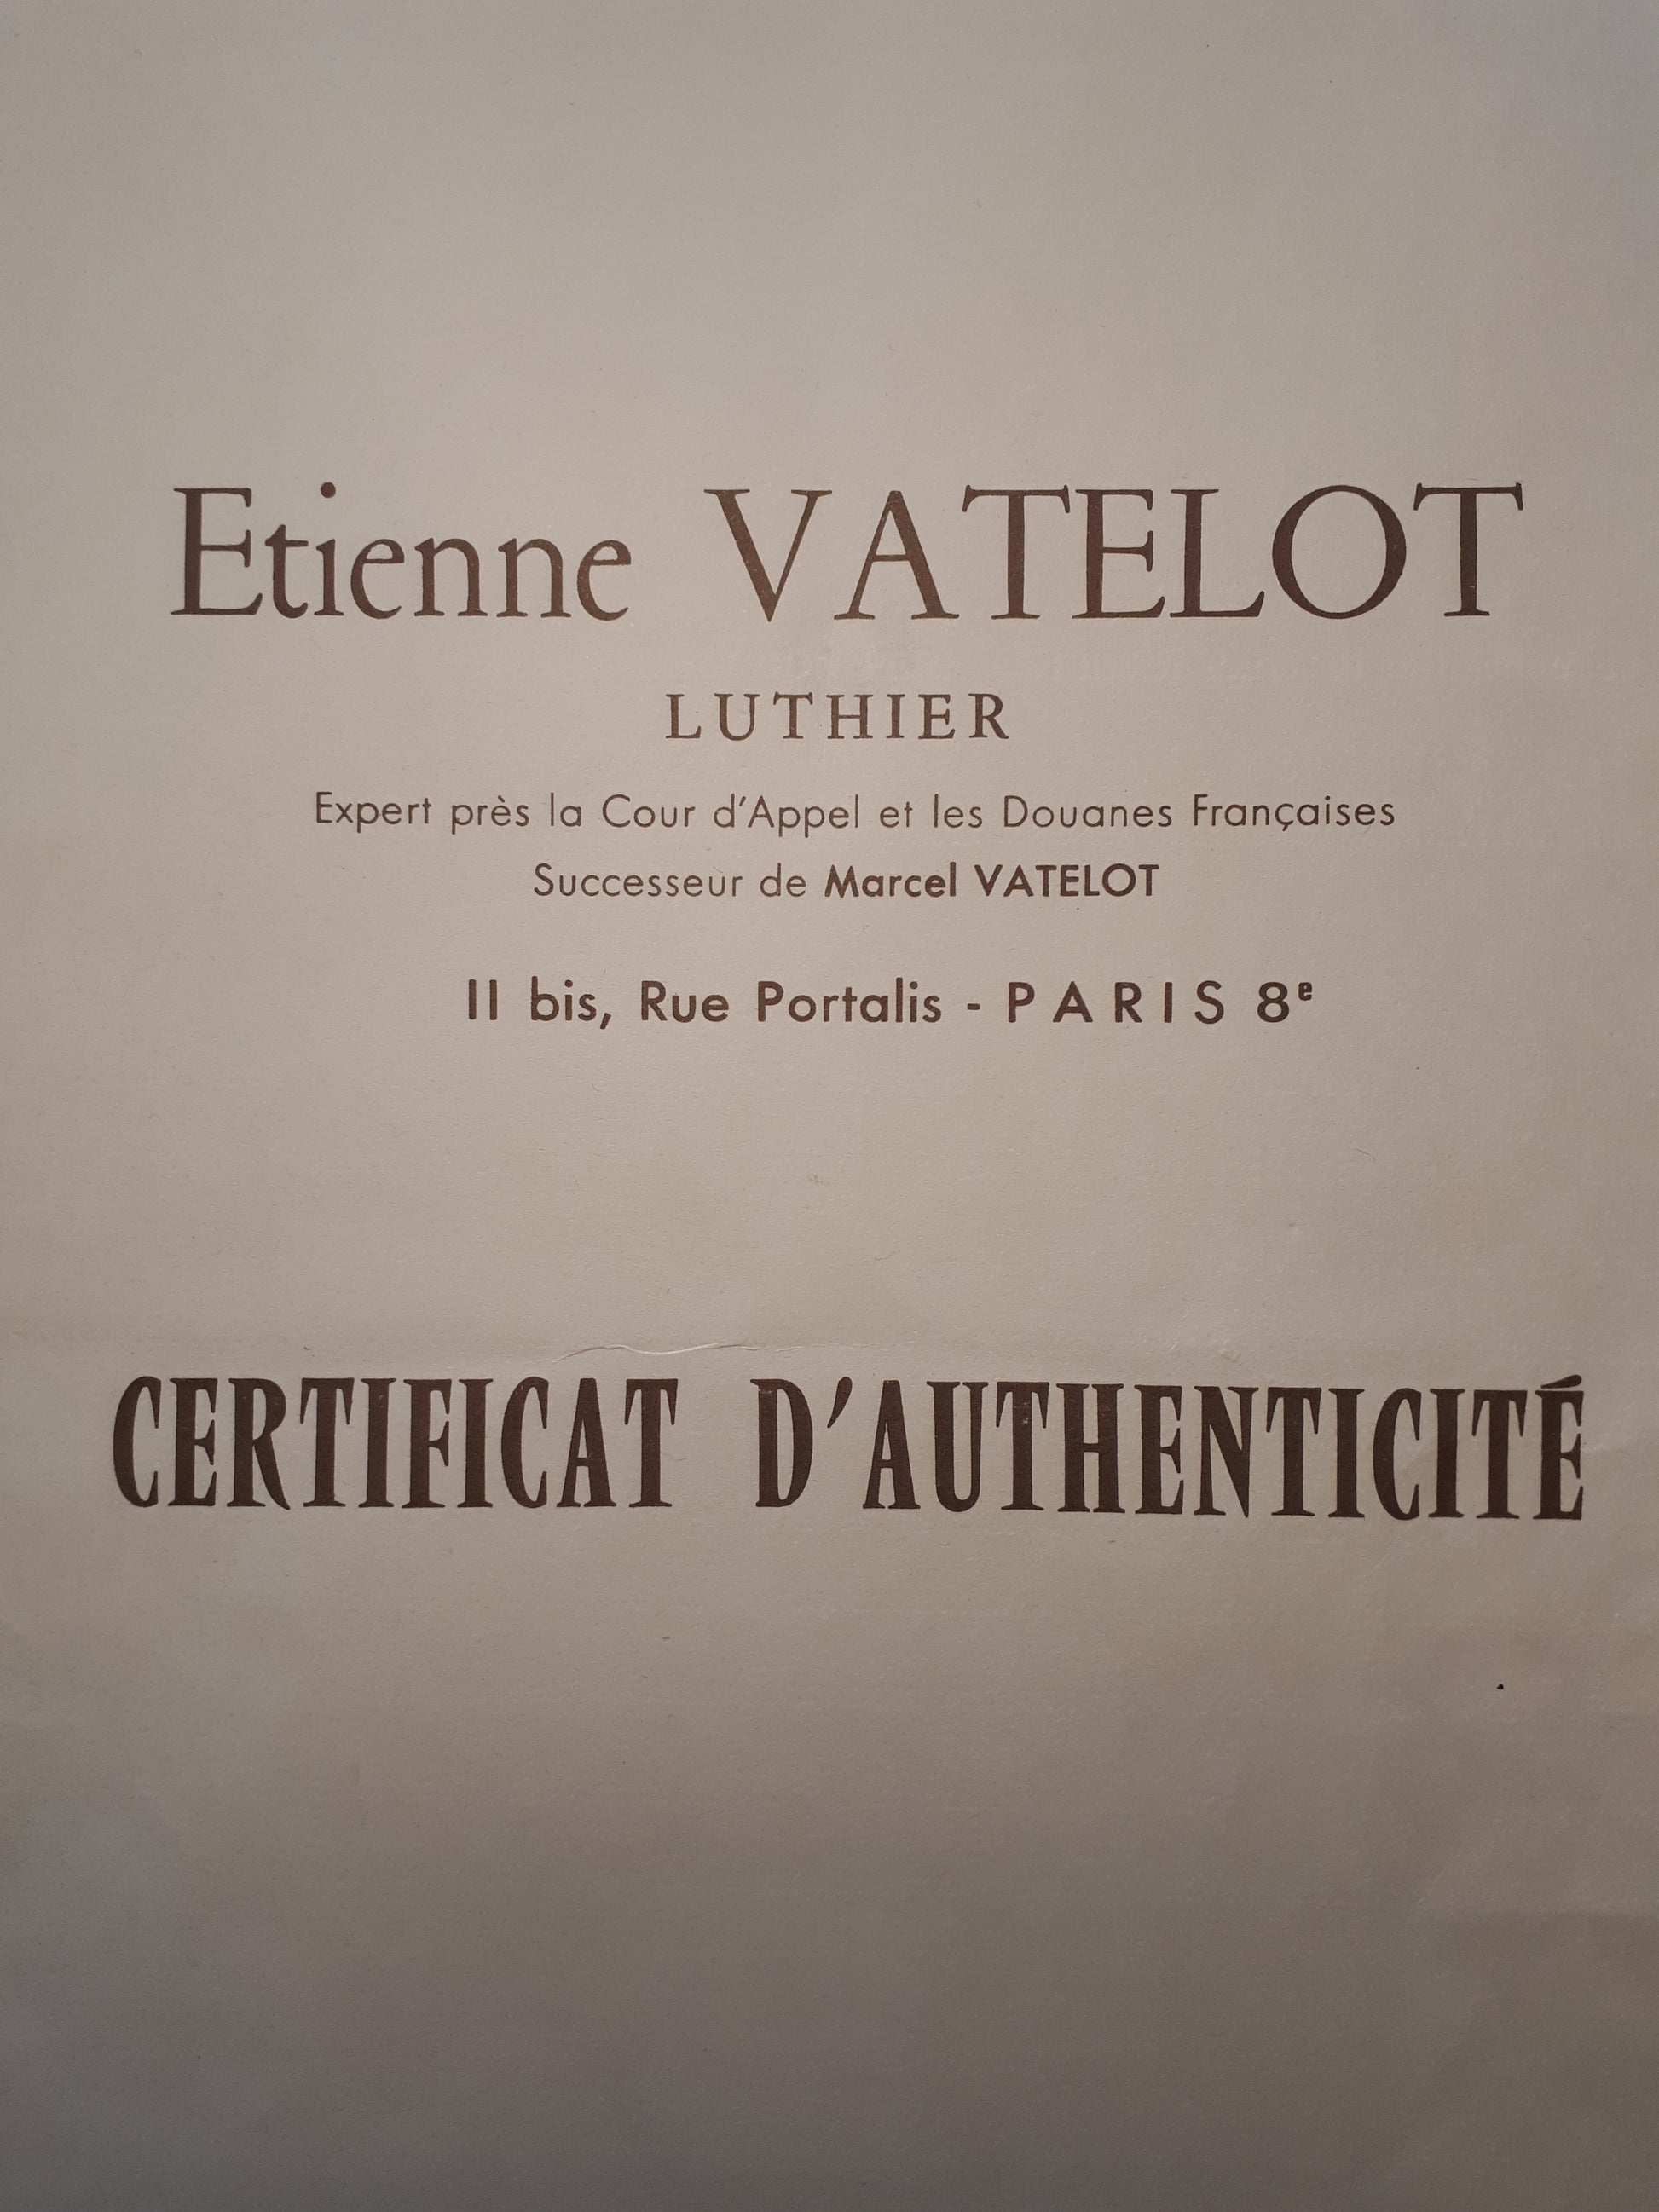 Etienne VATELOT
LUTHIER
Expert près la Cour d'Appel et les Douanes Françaises
Successeur de Marcel VATELOT
11 bis, Rue Portalis - PARIS 8e
CERTIFICAT D'AUTHENTICITÉ